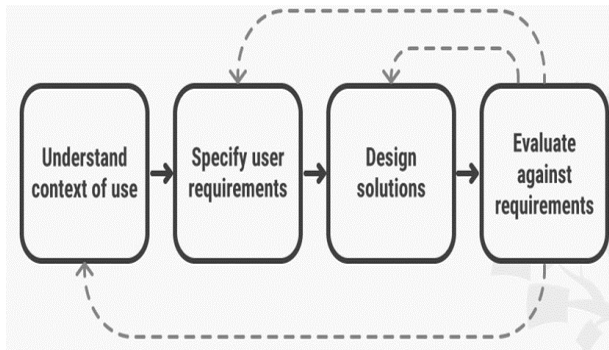 Understand
context of use
Specify user
requirements
Design
solutions
Evaluate
against
requirements